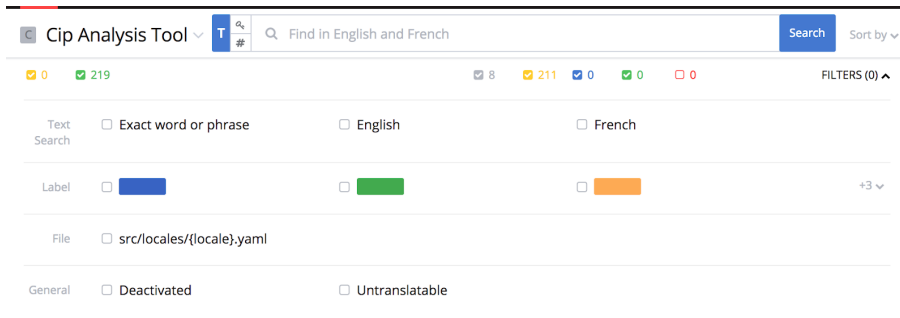 C Cip Analysis Tool T # Find in English and French Search Sort by
0 219 8 211 0 0 0 FILTERS (0)
Text Search Exact word or phrase English French
Label +3
File src/locales/{locale}.yaml
General Deactivated Untranslatable